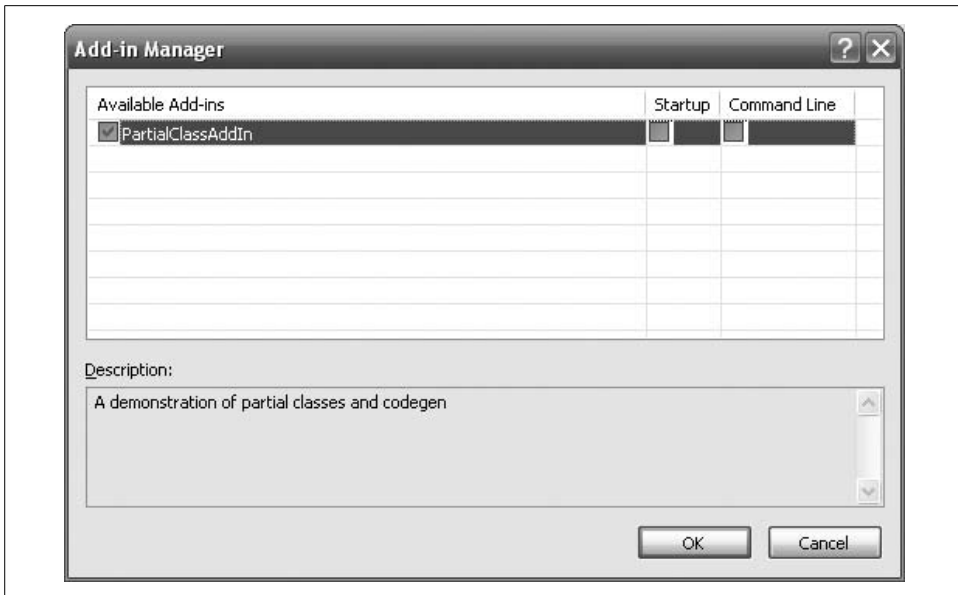 Add-in Manager
Available Add-ins Startup Command Line
PartialClassAddIn
Description:
A demonstration of partial classes and codegen
OK Cancel